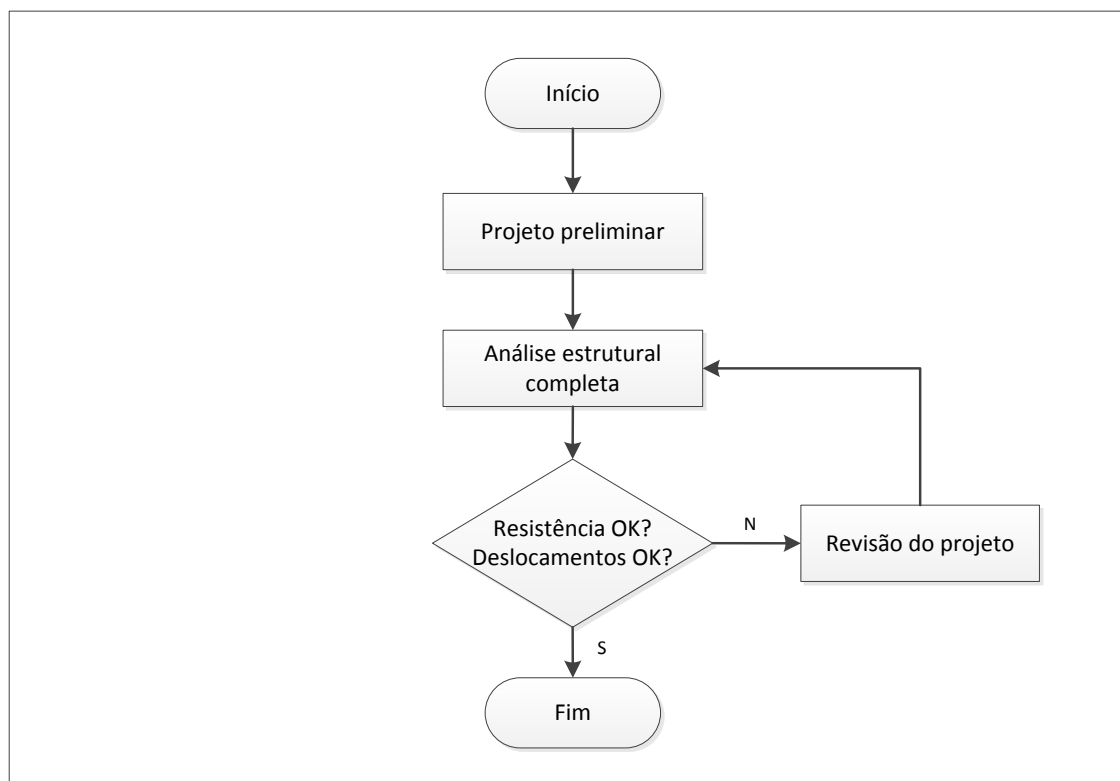 Início
Projeto preliminar
Análise estrutural
completa
Resistência OK?
Deslocamentos OK?
N
Revisão do projeto
S
Fim